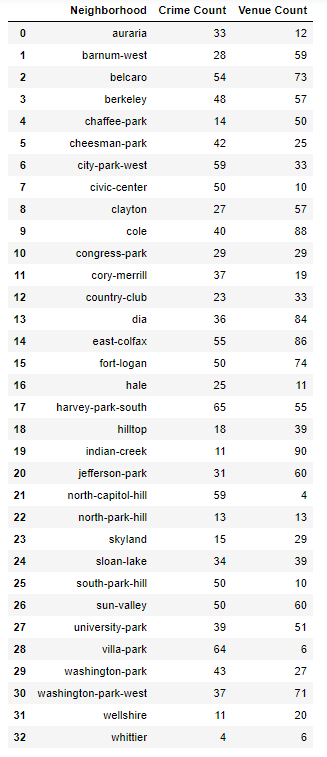 Neighborhood Crime Count Venue Count
0 auraria 33 12
1 barnum-west 28 59
2 belcaro 54 73
3 berkeley 48 57
4 chaffee-park 14 50
5 cheesman-park 42 25
6 city-park-west 59 33
7 civic-center 50 10
8 clayton 27 57
9 cole 40 88
10 congress-park 29 29
11 cory-merrill 37 19
12 country-club 23 33
13 dia 36 84
14 east-colfax 55 86
15 fort-logan 50 74
16 hale 25 11
17 harvey-park-south 65 55
18 hilltop 18 39
19 indian-creek 11 90
20 jefferson-park 31 60
21 north-capitol-hill 59 4
22 north-park-hill 13 13
23 skyland 15 29
24 sloan-lake 34 39
25 south-park-hill 50 10
26 sun-valley 50 60
27 university-park 39 51
28 villa-park 64 6
29 washington-park 43 27
30 washington-park-west 37 71
31 wellshire 11 20
32 whittier 4 6